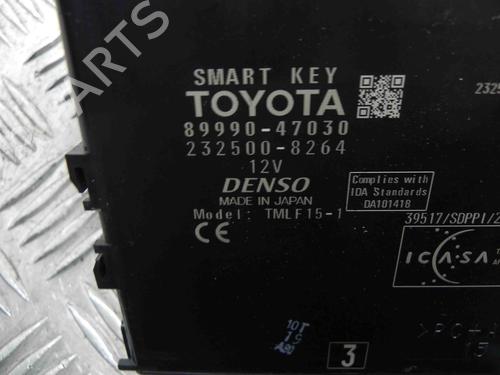 SMART KEY
TOYOTA
89990-47030
232500-8264
12V
DENSO
MADE IN JAPAN
Model: TMLF15-1
CE
Complies with
IDA Standards
DA101418
39517/SDPPI/2
ICASA
10T
3